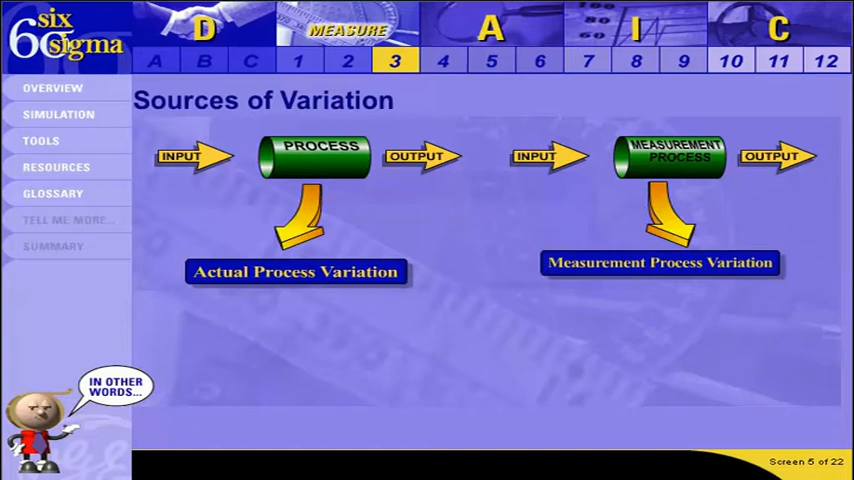 six
6σ sigma
D
MEASURE
A
I
C
80
60
A B C 1 2 3 4 5 6 7 8 9 10 11 12
OVERVIEW
SIMULATION
TOOLS
RESOURCES
GLOSSARY
TELL ME MORE...
SUMMARY
Sources of Variation
INPUT
PROCESS
OUTPUT
Actual Process Variation
INPUT
MEASUREMENT
PROCESS
OUTPUT
Measurement Process Variation
IN OTHER
WORDS...
Screen 5 of 22